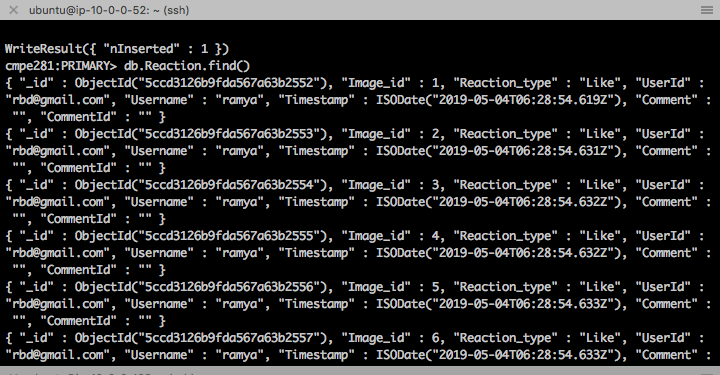 ubuntu@ip-10-0-0-52: ~ (ssh)
WriteResult({ "nInserted" : 1 })
cmpe281:PRIMARY> db.Reaction.find()
{ "_id" : ObjectId("5ccd3126b9fda567a63b2552"), "Image_id" : 1, "Reaction_type" : "Like", "UserId" :
"rbd@gmail.com", "Username" : "ramya", "Timestamp" : ISODate("2019-05-04T06:28:54.619Z"), "Comment" :
"", "CommentId" : "" }
{ "_id" : ObjectId("5ccd3126b9fda567a63b2553"), "Image_id" : 2, "Reaction_type" : "Like", "UserId" :
"rbd@gmail.com", "Username" : "ramya", "Timestamp" : ISODate("2019-05-04T06:28:54.631Z"), "Comment" :
"", "CommentId" : "" }
{ "_id" : ObjectId("5ccd3126b9fda567a63b2554"), "Image_id" : 3, "Reaction_type" : "Like", "UserId" :
"rbd@gmail.com", "Username" : "ramya", "Timestamp" : ISODate("2019-05-04T06:28:54.632Z"), "Comment" :
"", "CommentId" : "" }
{ "_id" : ObjectId("5ccd3126b9fda567a63b2555"), "Image_id" : 4, "Reaction_type" : "Like", "UserId" :
"rbd@gmail.com", "Username" : "ramya", "Timestamp" : ISODate("2019-05-04T06:28:54.632Z"), "Comment" :
"", "CommentId" : "" }
{ "_id" : ObjectId("5ccd3126b9fda567a63b2556"), "Image_id" : 5, "Reaction_type" : "Like", "UserId" :
"rbd@gmail.com", "Username" : "ramya", "Timestamp" : ISODate("2019-05-04T06:28:54.633Z"), "Comment" :
"", "CommentId" : "" }
{ "_id" : ObjectId("5ccd3126b9fda567a63b2557"), "Image_id" : 6, "Reaction_type" : "Like", "UserId" :
"rbd@gmail.com", "Username" : "ramya", "Timestamp" : ISODate("2019-05-04T06:28:54.633Z"), "Comment" :